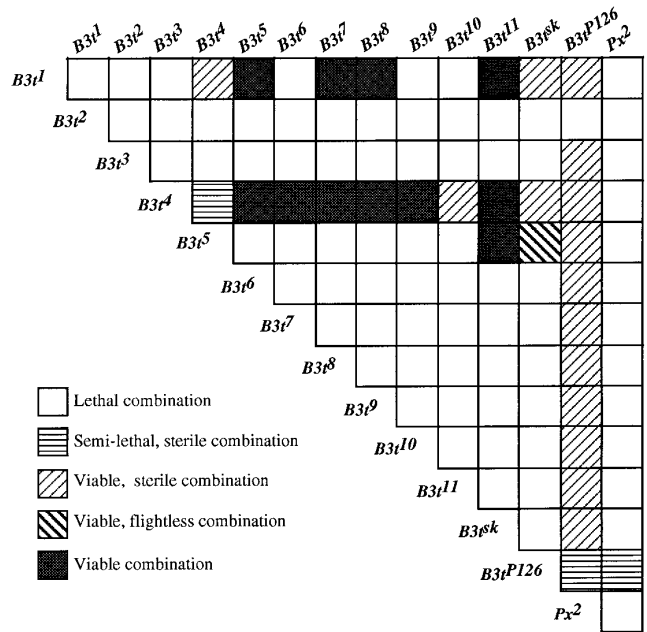 B3t1 B3t2 B3t3 B3t4 B3t5 B3t6 B3t7 B3t8 B3t9 B3t10 B3t11 B3tsk B3tP126 Px2
B3t1
B3t2
B3t3
B3t4
B3t5
B3t6
B3t7
B3t8
B3t9
B3t10
B3t11
B3tsk
B3tP126
Px2
Lethal combination
Semi-lethal, sterile combination
Viable, sterile combination
Viable, flightless combination
Viable combination